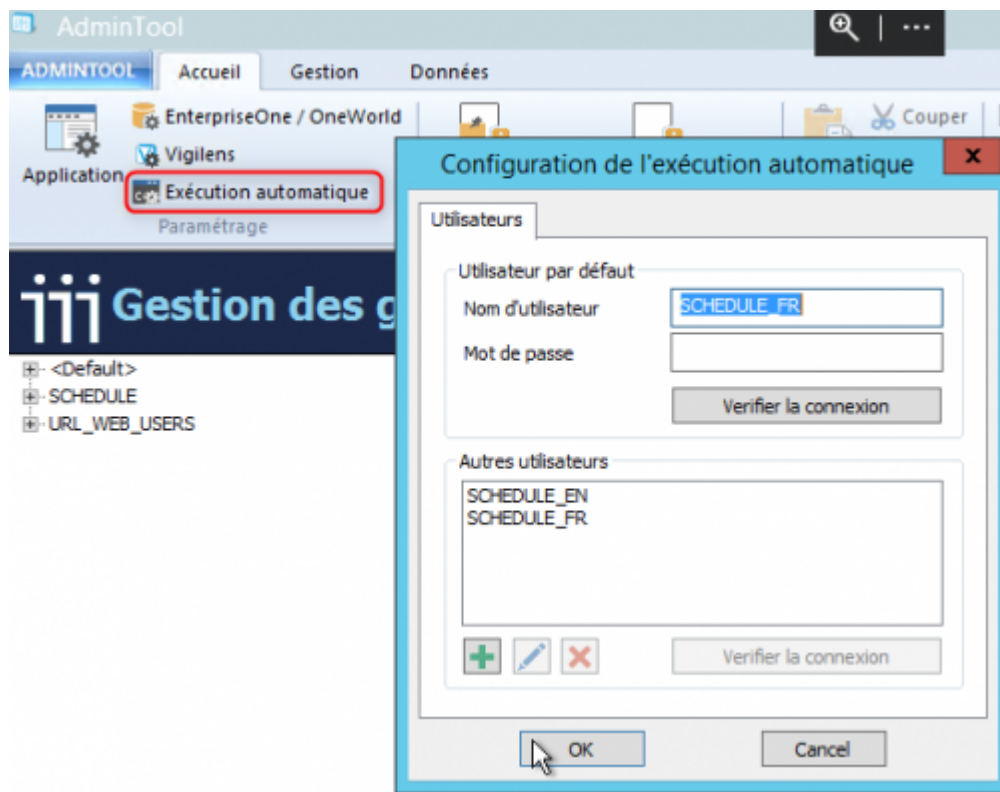 AdminTool
ADMINTOOL Accueil Gestion Données
EnterpriseOne / OneWorld
Couper
Vigilens
Application
Exécution automatique
Paramétrage
Configuration de l'exécution automatique
Utilisateurs
Utilisateur par défaut
Nom d'utilisateur SCHEDULE_FR
Mot de passe
Verifier la connexion
Gestion des g
<Default>
SCHEDULE
URL_WEB_USERS
Autres utilisateurs
SCHEDULE_EN
SCHEDULE_FR
Verifier la connexion
OK Cancel